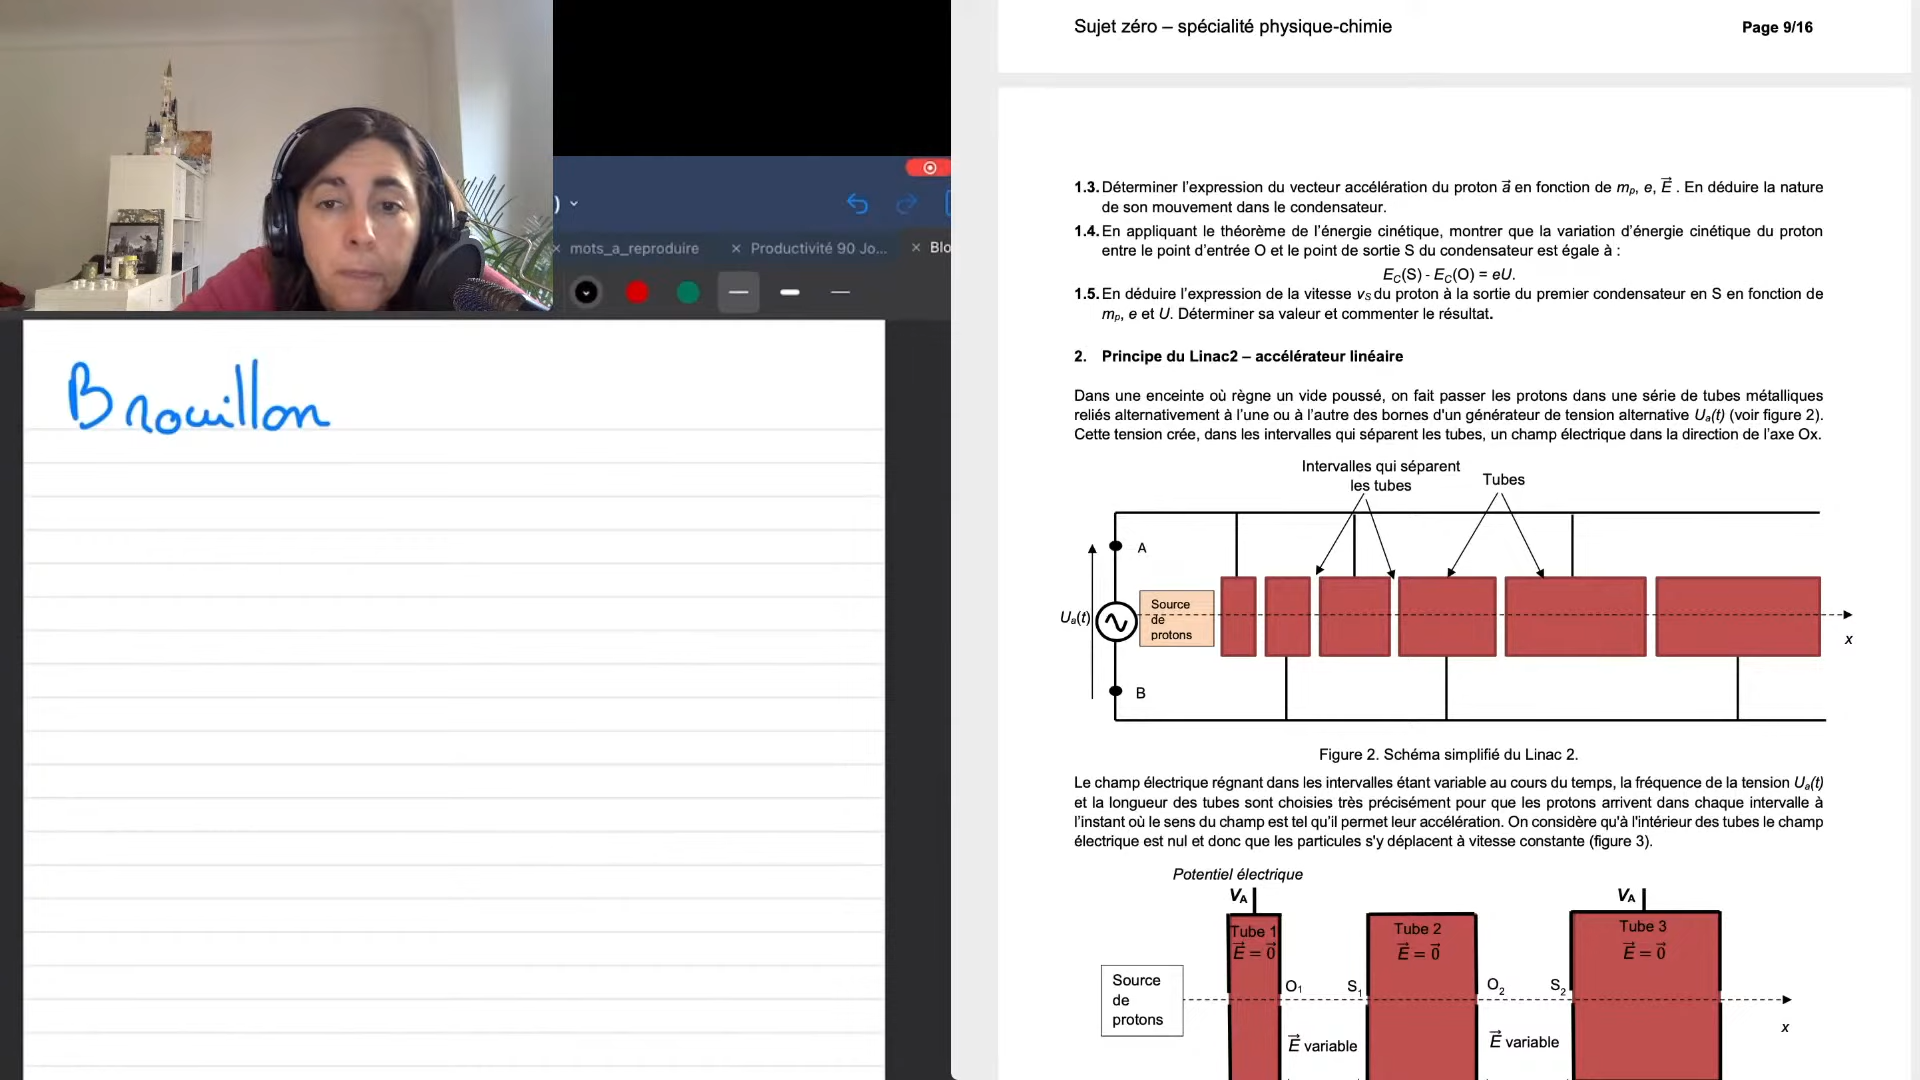 Sujet zéro – spécialité physique-chimie
Page 9/16
) 
× mots_a_reproduire
× Productivité 90 Jo...
× Blo
Brouillon
1.3. Déterminer l'expression du vecteur accélération du proton a⃗ en fonction de mₚ, e, E⃗ . En déduire la nature
de son mouvement dans le condensateur.
1.4. En appliquant le théorème de l'énergie cinétique, montrer que la variation d'énergie cinétique du proton
entre le point d'entrée O et le point de sortie S du condensateur est égale à :
E_C(S) - E_C(O) = eU.
1.5. En déduire l'expression de la vitesse v_S du proton à la sortie du premier condensateur en S en fonction de
mₚ, e et U. Déterminer sa valeur et commenter le résultat.
2. Principe du Linac2 – accélérateur linéaire
Dans une enceinte où règne un vide poussé, on fait passer les protons dans une série de tubes métalliques
reliés alternativement à l'une ou à l'autre des bornes d'un générateur de tension alternative Uₐ(t) (voir figure 2).
Cette tension crée, dans les intervalles qui séparent les tubes, un champ électrique dans la direction de l'axe Ox.
Intervalles qui séparent
les tubes
Tubes
A
Uₐ(t)
Source
de
protons
x
B
Figure 2. Schéma simplifié du Linac 2.
Le champ électrique régnant dans les intervalles étant variable au cours du temps, la fréquence de la tension Uₐ(t)
et la longueur des tubes sont choisies très précisément pour que les protons arrivent dans chaque intervalle à
l'instant où le sens du champ est tel qu'il permet leur accélération. On considère qu'à l'intérieur des tubes le champ
électrique est nul et donc que les particules s'y déplacent à vitesse constante (figure 3).
Potentiel électrique
V_A
V_A
Tube 1
E⃗ = 0⃗
Tube 2
E⃗ = 0⃗
Tube 3
E⃗ = 0⃗
Source
de
protons
O₁
S₁
O₂
S₂
x
E⃗ variable
E⃗ variable